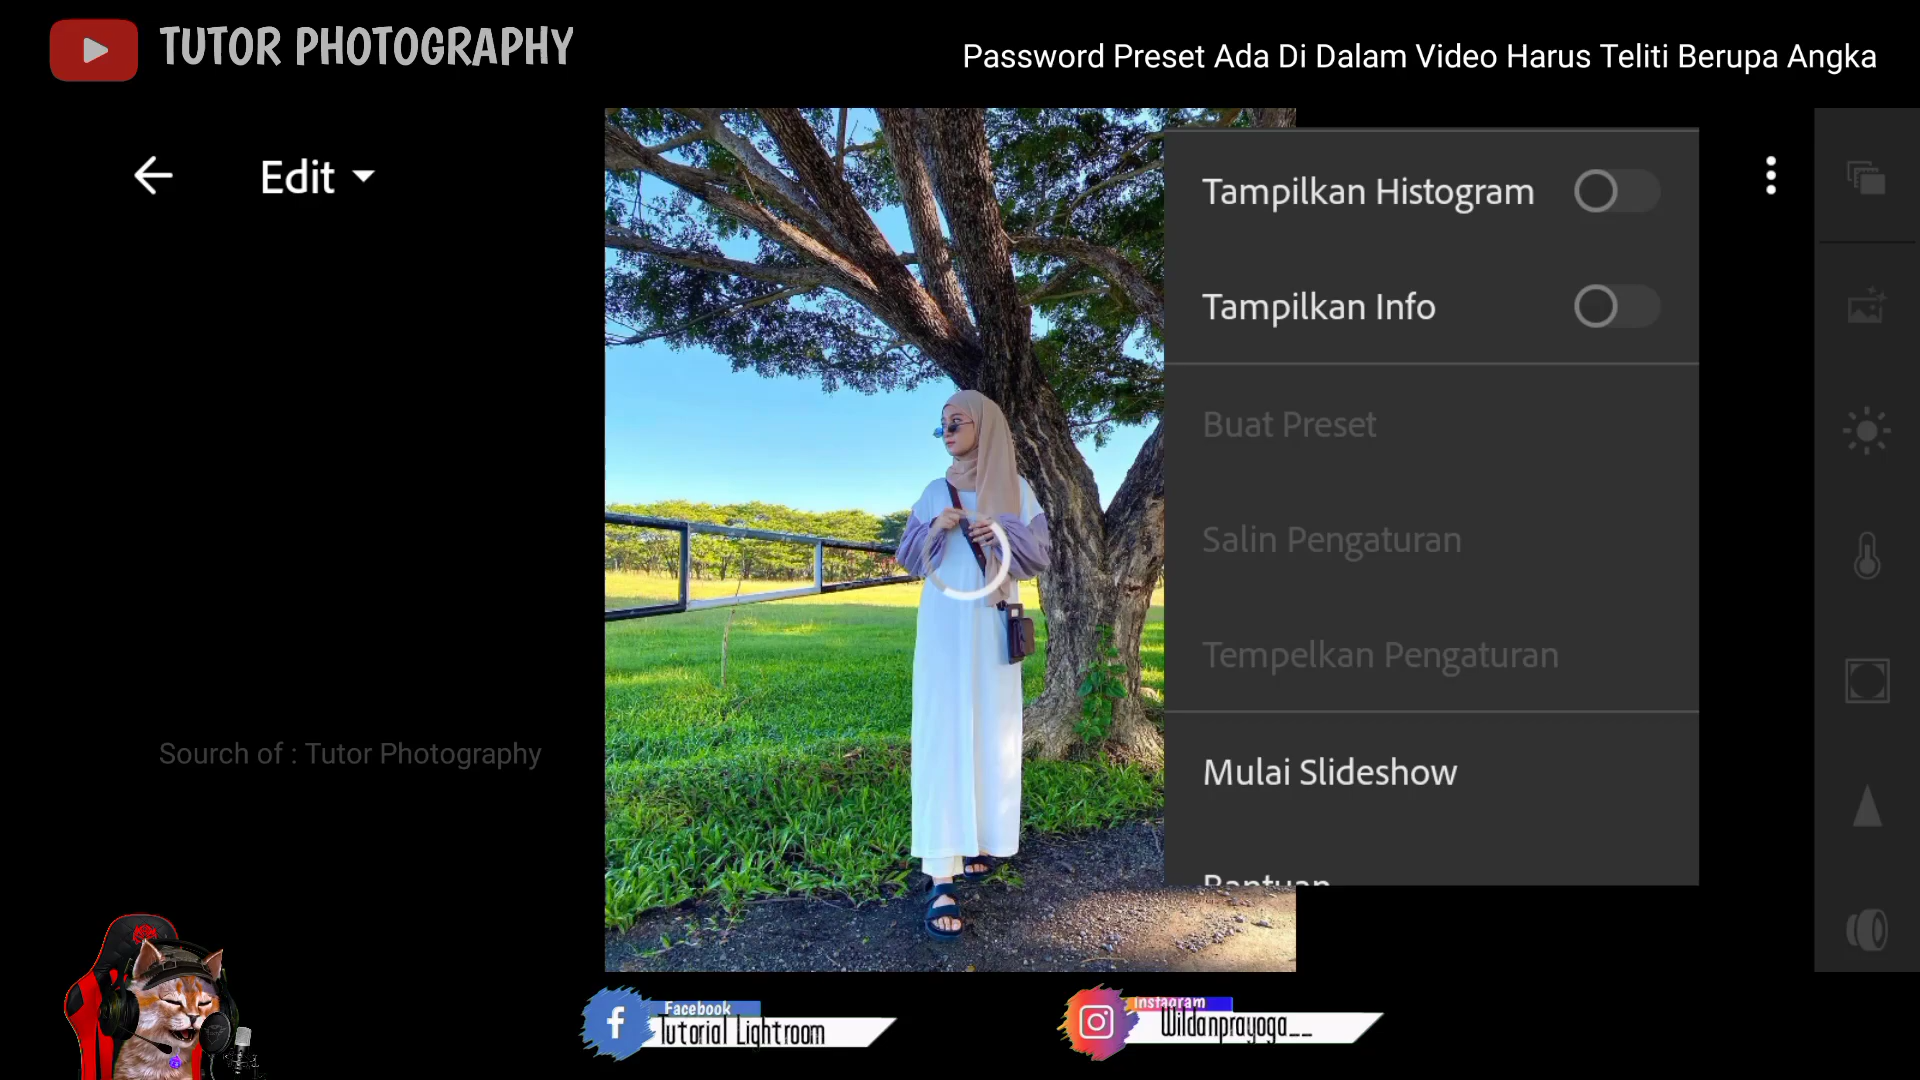 TUTOR PHOTOGRAPHY
Password Preset Ada Di Dalam Video Harus Teliti Berupa Angka
Edit
Tampilkan Histogram
Tampilkan Info
Buat Preset
Salin Pengaturan
Tempelkan Pengaturan
Mulai Slideshow
Bantuan
Sourch of : Tutor Photography
Facebook
Tutorial Lightroom
Instagram
Wildanprayoga__